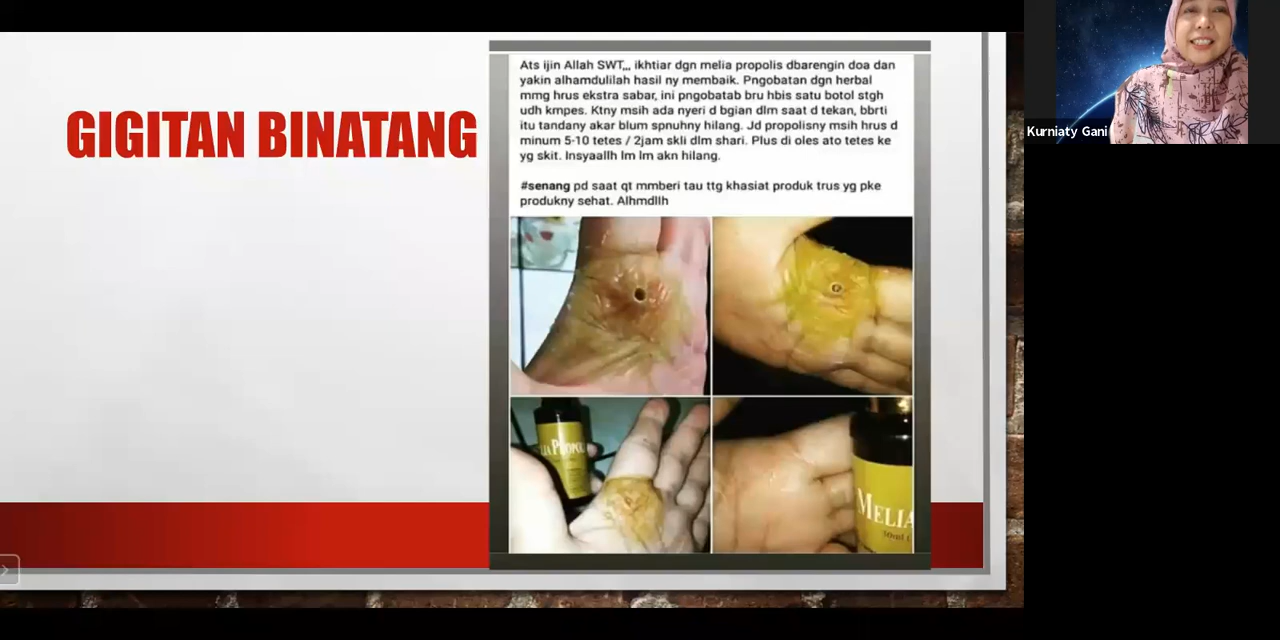 GIGITAN BINATANG
Ats ijin Allah SWT,,, ikhtiar dgn melia propolis dbarengin doa dan
yakin alhamdulilah hasil ny membaik. Pngobatan dgn herbal
mmg hrus ekstra sabar, ini pngobatab bru hbis satu botol stgh
udh kmpes. Ktny msih ada nyeri d bgian dlm saat d tekan, bbrti
itu tandany akar blum spnuhny hilang. Jd propolisny msih hrus d
minum 5-10 tetes / 2jam skli dlm shari. Plus di oles ato tetes ke
yg skit. Insyaallh lm lm akn hilang.
#senang pd saat qt mmberi tau ttg khasiat produk trus yg pke
produkny sehat. Alhmdllh
MELIA
Kurniaty Gani